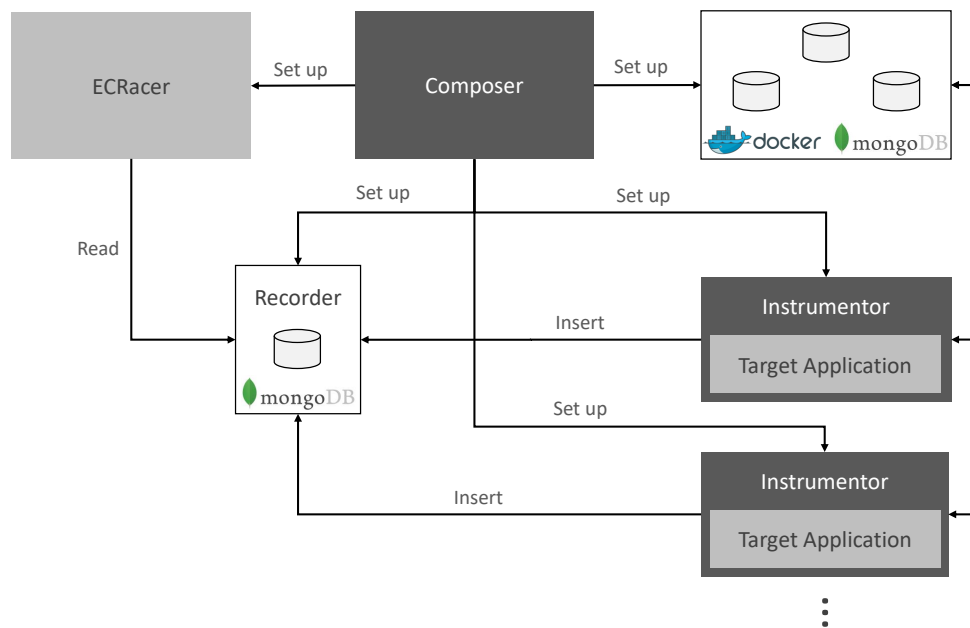 ECRacer
Set up
Composer
Set up
docker
mongoDB
Set up
Set up
Read
Recorder
mongoDB
Insert
Instrumentor
Target Application
Set up
Insert
Instrumentor
Target Application